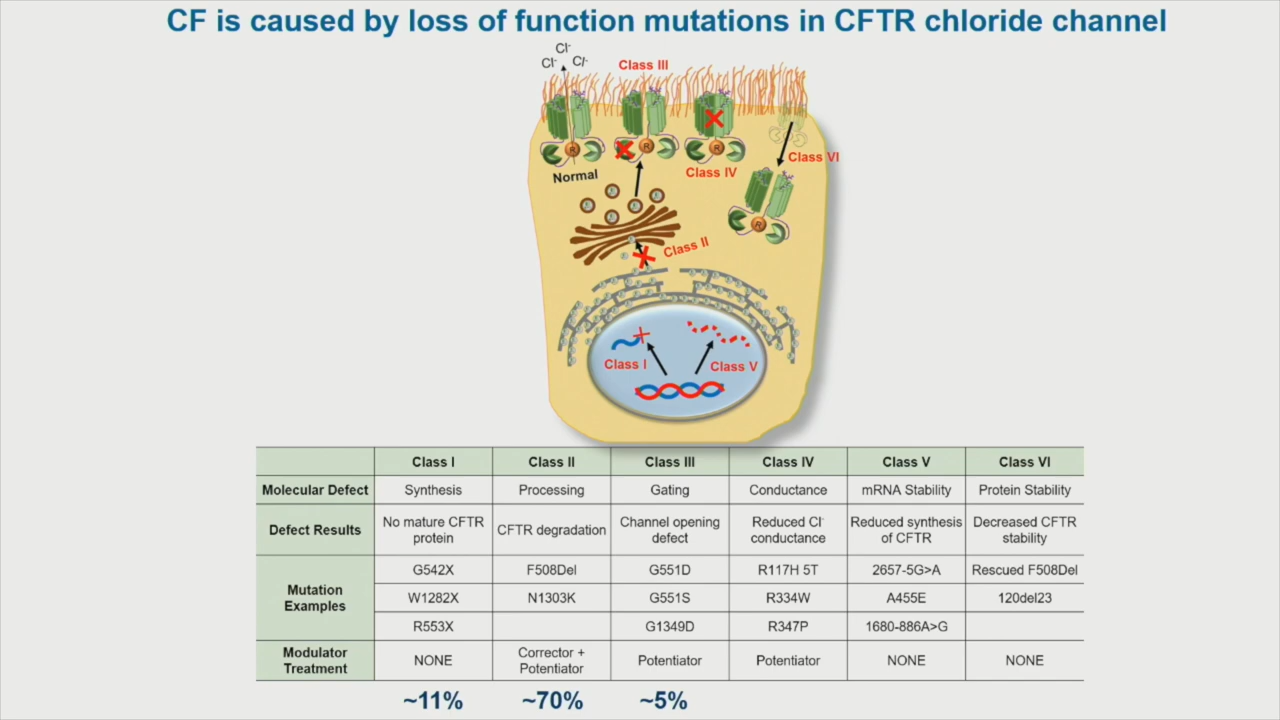 CF is caused by loss of function mutations in CFTR chloride channel
Cl-
Cl- Cl-
Class III
R
R
R
Normal
Class IV
Class VI
R
Class II
Class I
Class V
Class I Class II Class III Class IV Class V Class VI
Molecular Defect Synthesis Processing Gating Conductance mRNA Stability Protein Stability
Defect Results No mature CFTR protein CFTR degradation Channel opening defect Reduced Cl- conductance Reduced synthesis of CFTR Decreased CFTR stability
Mutation Examples G542X F508Del G551D R117H 5T 2657-5G>A Rescued F508Del
W1282X N1303K G551S R334W A455E 120del23
R553X G1349D R347P 1680-886A>G
Modulator Treatment NONE Corrector + Potentiator Potentiator Potentiator NONE NONE
~11% ~70% ~5%